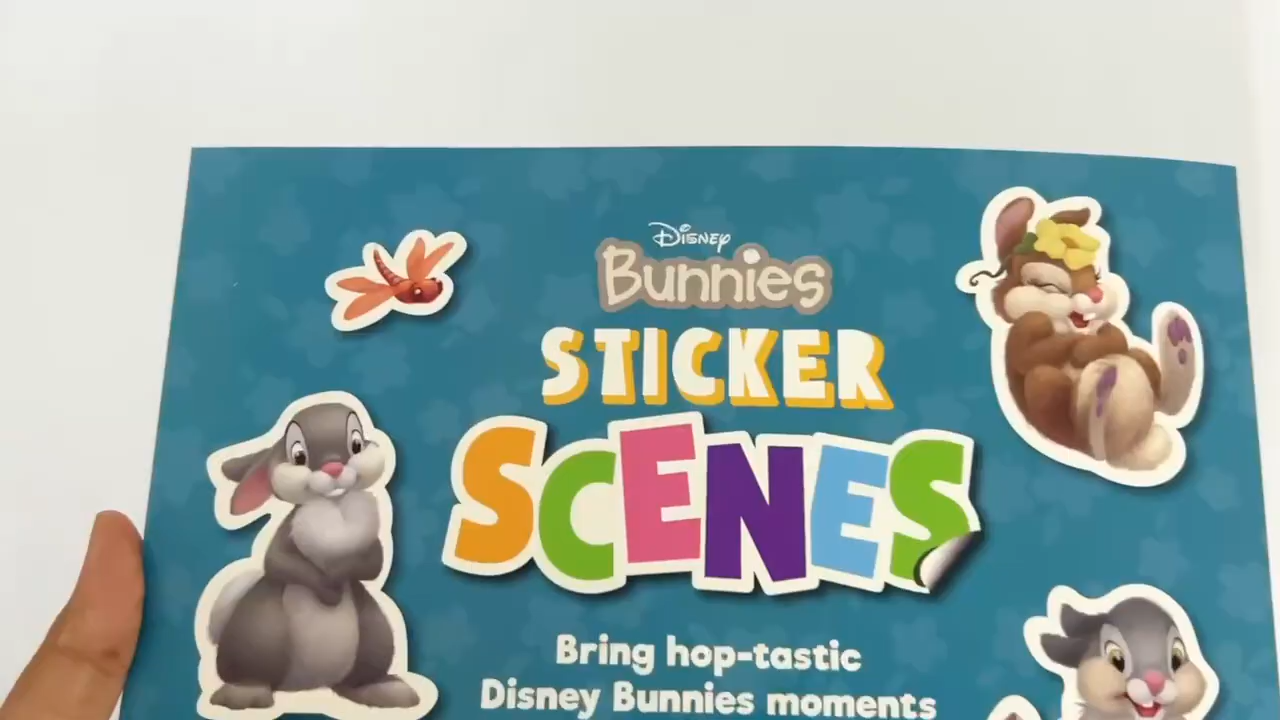 Disney
Bunnies
STICKER
SCENES
Bring hop-tastic
Disney Bunnies moments